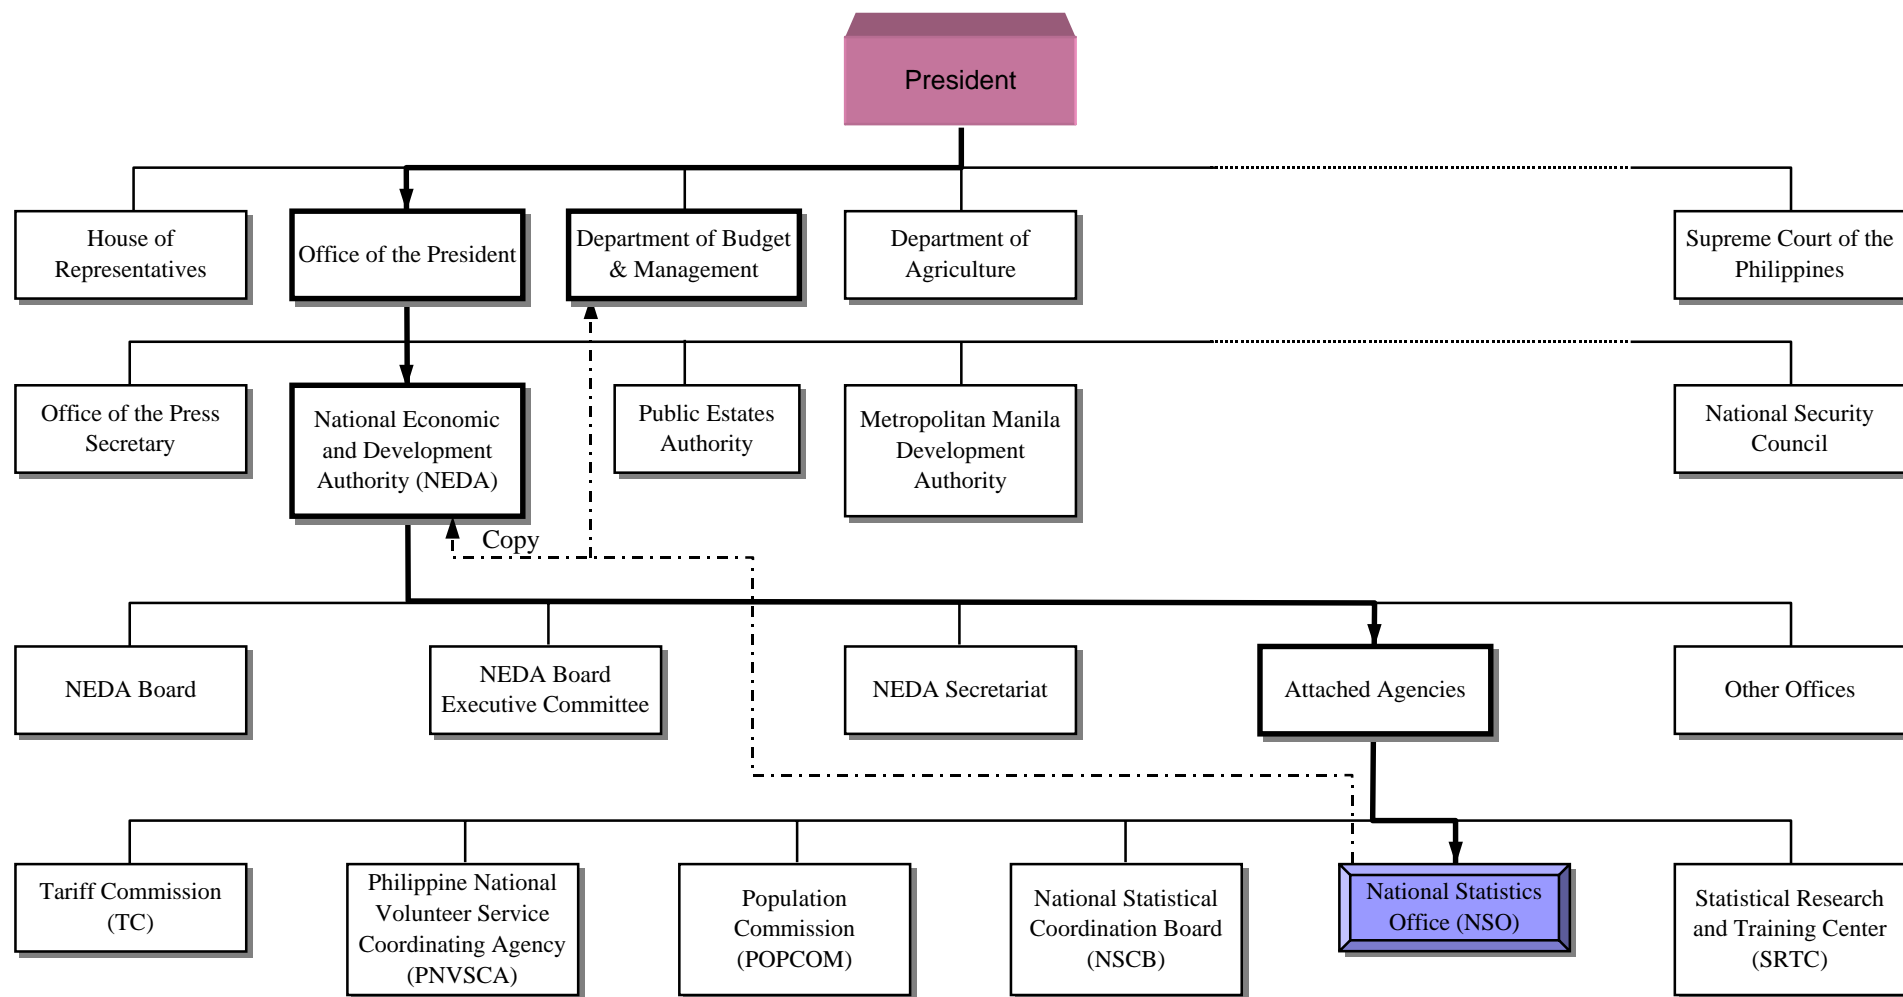 President
House of
Representatives
Office of the President
Department of Budget
& Management
Department of
Agriculture
Supreme Court of the
Philippines
Office of the Press
Secretary
National Economic
and Development
Authority (NEDA)
Public Estates
Authority
Metropolitan Manila
Development
Authority
National Security
Council
Copy
NEDA Board
NEDA Board
Executive Committee
NEDA Secretariat
Attached Agencies
Other Offices
Tariff Commission
(TC)
Philippine National
Volunteer Service
Coordinating Agency
(PNVSCA)
Population
Commission
(POPCOM)
National Statistical
Coordination Board
(NSCB)
National Statistics
Office (NSO)
Statistical Research
and Training Center
(SRTC)